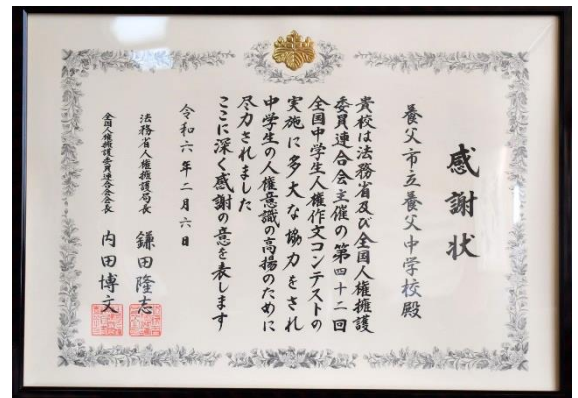 感謝状
養父市立養父中学校殿
貴校は法務省及び全国人権擁護
委員連合会主催の第四十二回
全国中学生人権作文コンテストの
実施に多大な協力をされ
中学生の人権意識の高揚のために
尽力されました
ここに深く感謝の意を表します
令和六年二月六日
法務省人権擁護局長 鎌田隆志
全国人権擁護委員連合会会長 内田博文